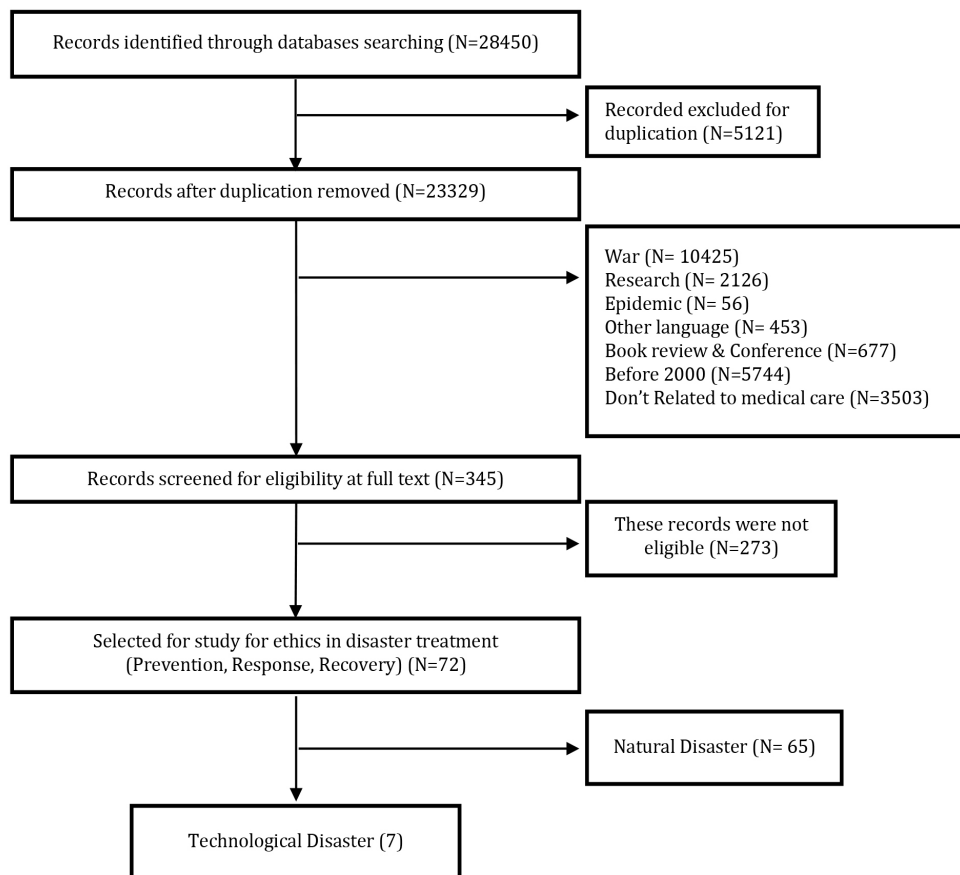 Records identified through databases searching (N=28450)
Recorded excluded for
duplication (N=5121)
Records after duplication removed (N=23329)
War (N= 10425)
Research (N= 2126)
Epidemic (N= 56)
Other language (N= 453)
Book review & Conference (N=677)
Before 2000 (N=5744)
Don’t Related to medical care (N=3503)
Records screened for eligibility at full text (N=345)
These records were not
eligible (N=273)
Selected for study for ethics in disaster treatment
(Prevention, Response, Recovery) (N=72)
Natural Disaster (N= 65)
Technological Disaster (7)